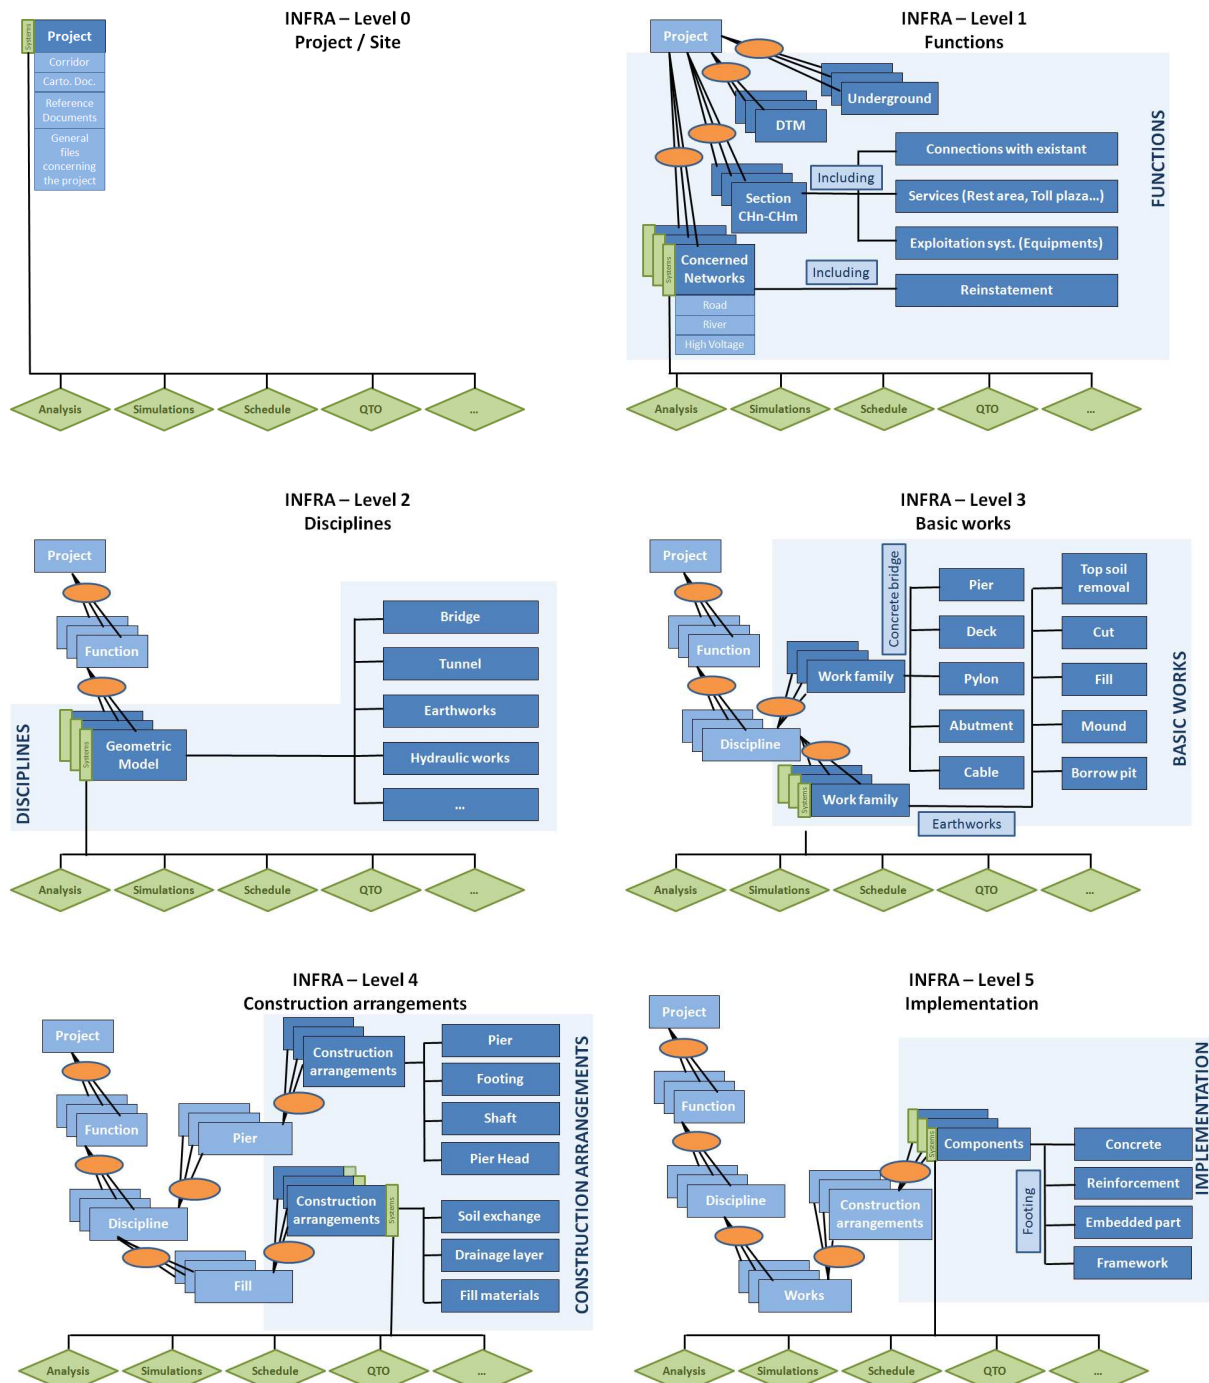 INFRA – Level 0
Project / Site
Systems
Project
Corridor
Carto. Doc.
Reference
Documents
General
files
concerning
the project
Analysis
Simulations
Schedule
QTO
...
INFRA – Level 1
Functions
Project
Underground
DTM
Section
CHn-CHm
Including
Connections with existant
Services (Rest area, Toll plaza...)
Exploitation syst. (Equipments)
Systems
Concerned
Networks
Road
River
High Voltage
Including
Reinstatement
FUNCTIONS
Analysis
Simulations
Schedule
QTO
...
INFRA – Level 2
Disciplines
Project
Function
Systems
Geometric
Model
Bridge
Tunnel
Earthworks
Hydraulic works
...
DISCIPLINES
Analysis
Simulations
Schedule
QTO
...
INFRA – Level 3
Basic works
Project
Function
Discipline
Work family
Concrete bridge
Pier
Deck
Pylon
Abutment
Cable
Top soil
removal
Cut
Fill
Mound
Borrow pit
Systems
Work family
Earthworks
BASIC WORKS
Analysis
Simulations
Schedule
QTO
...
INFRA – Level 4
Construction arrangements
Project
Function
Discipline
Pier
Fill
Construction
arrangements
Pier
Footing
Shaft
Pier Head
Construction
arrangements
Systems
Soil exchange
Drainage layer
Fill materials
CONSTRUCTION ARRANGEMENTS
Analysis
Simulations
Schedule
QTO
...
INFRA – Level 5
Implementation
Project
Function
Discipline
Works
Construction
arrangements
Systems
Components
Footing
Concrete
Reinforcement
Embedded part
Framework
IMPLEMENTATION
Analysis
Simulations
Schedule
QTO
...